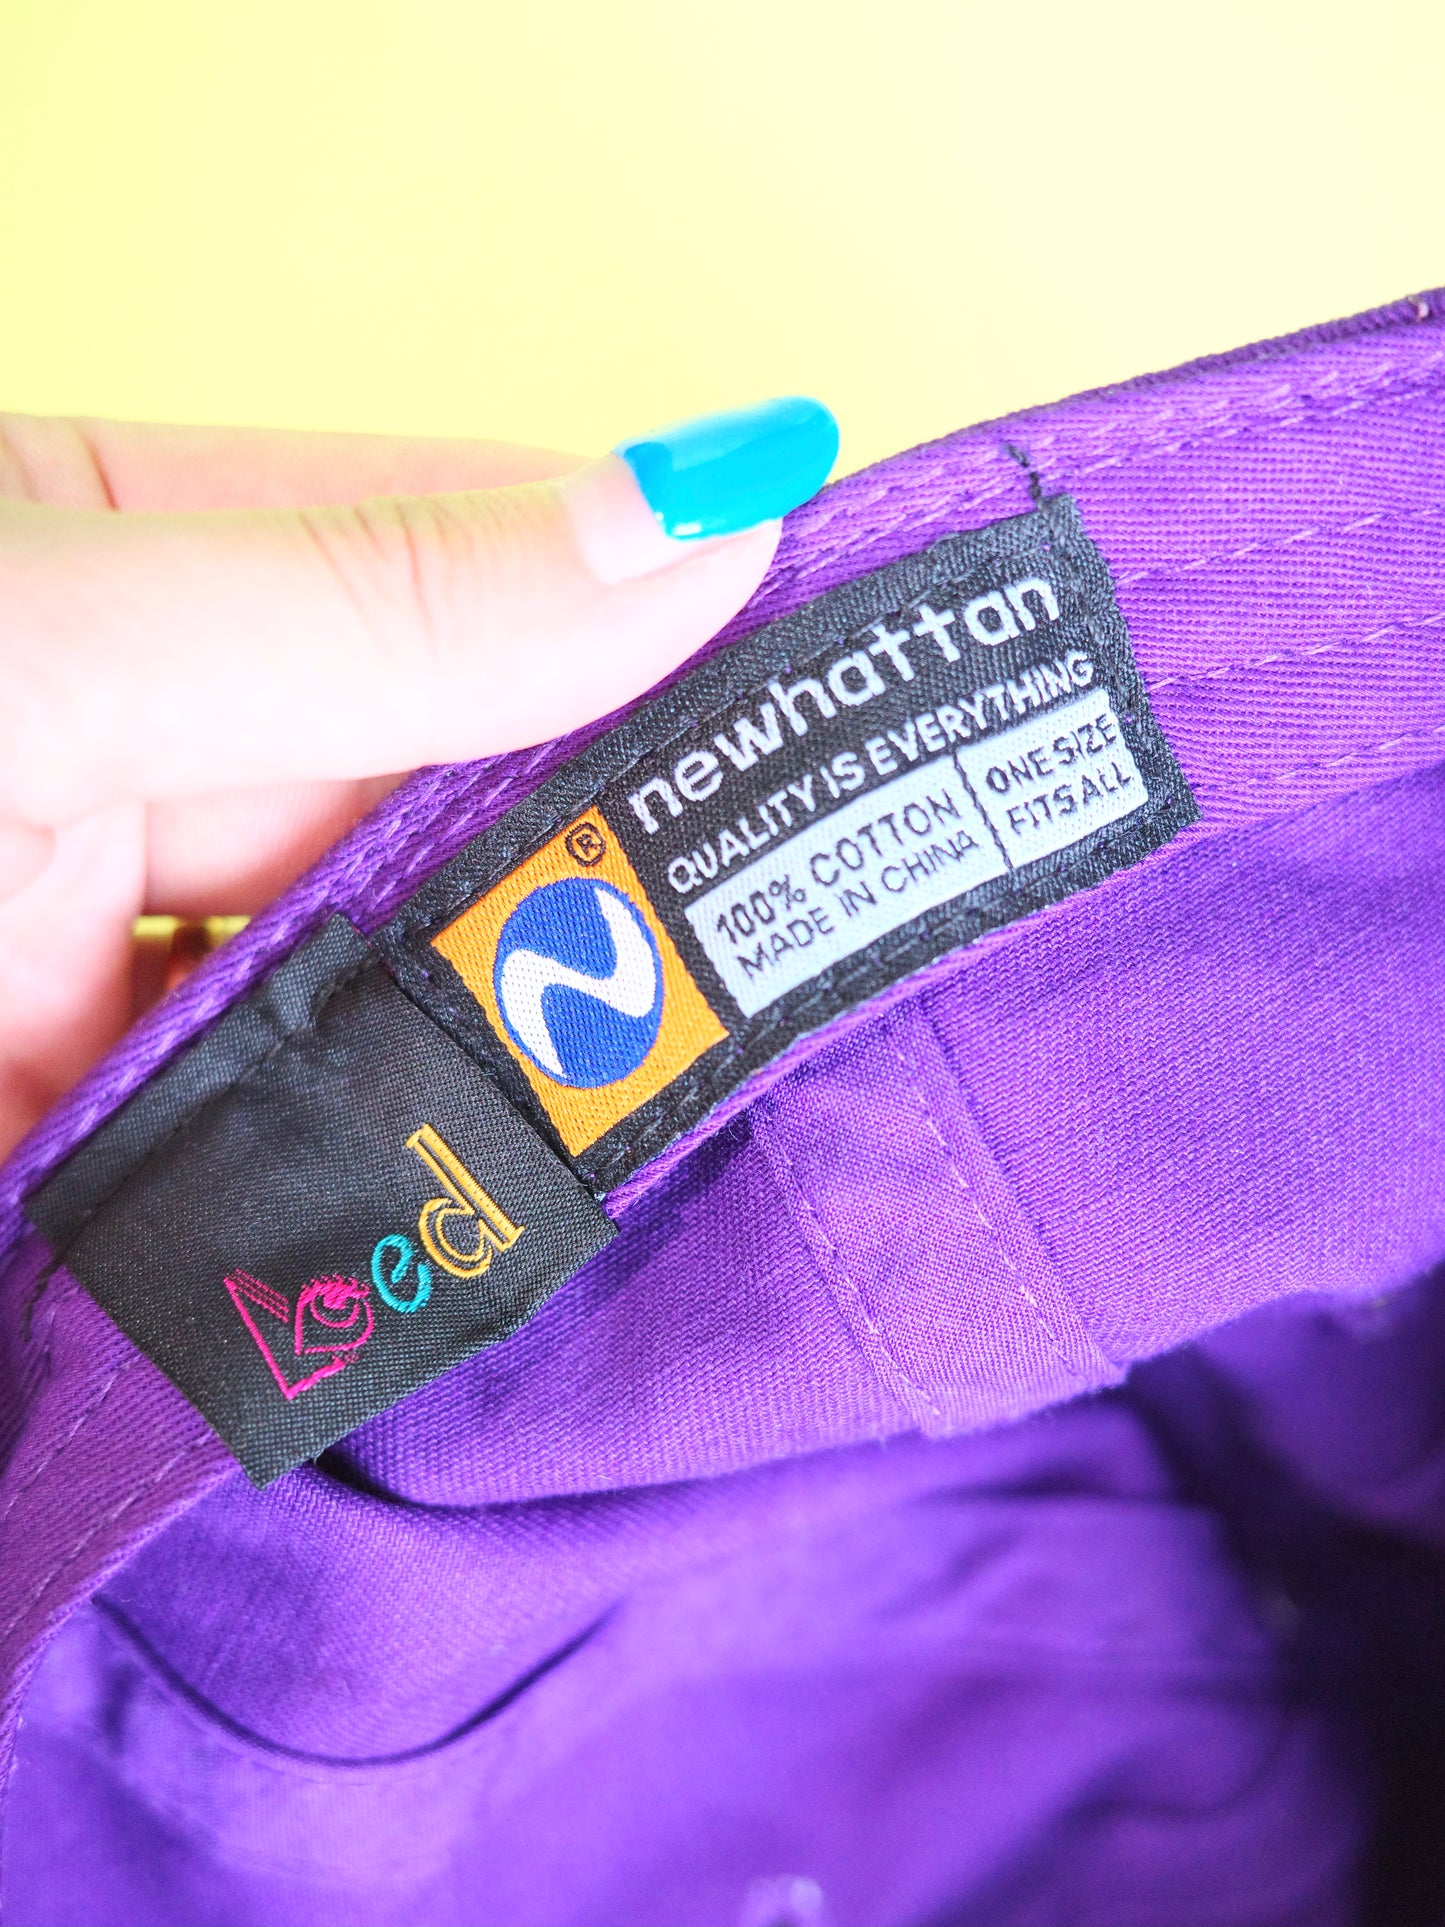 newhattan
QUALITY IS EVERYTHING
100% COTTON
MADE IN CHINA
ONE SIZE
FITS ALL
®